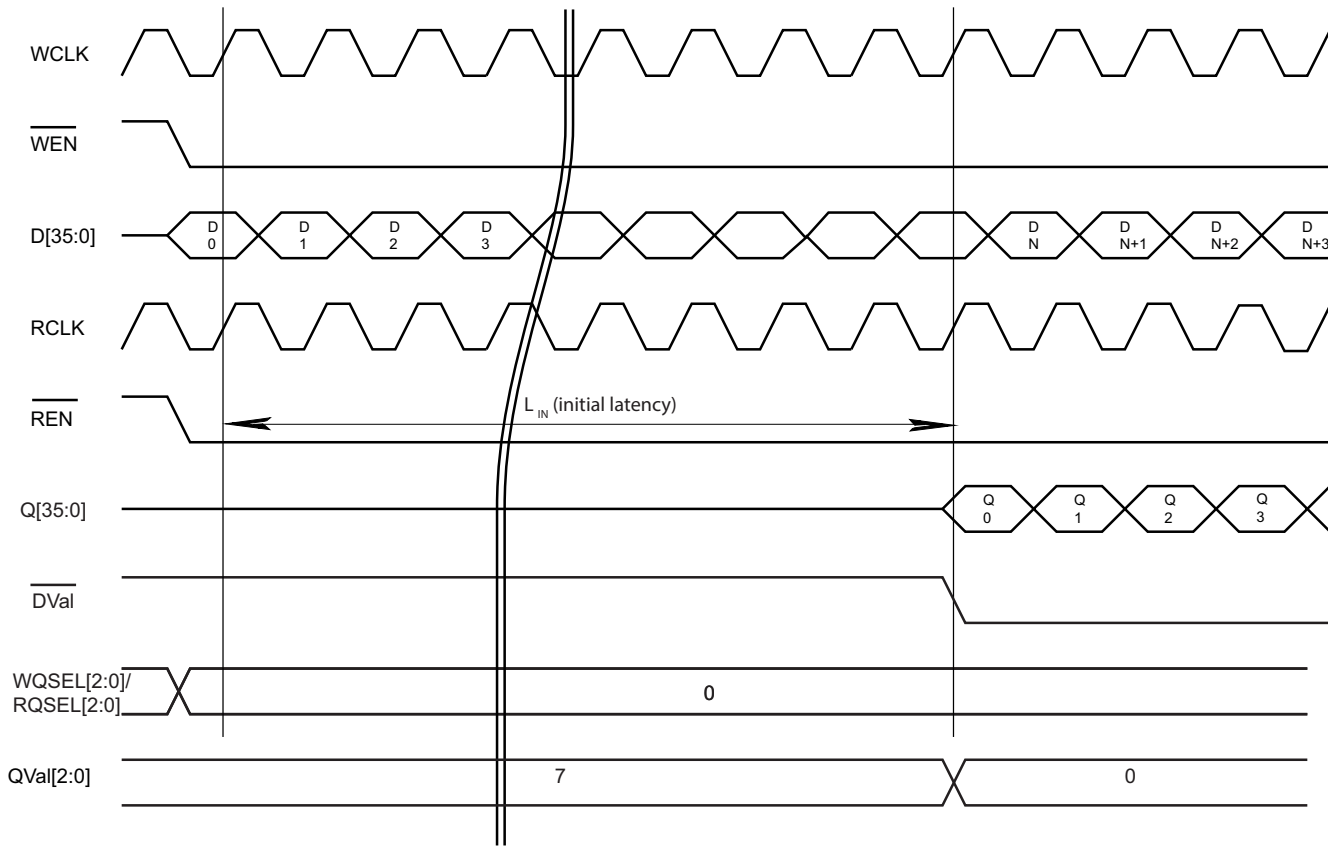 WCLK
WEN
D[35:0]
D
0
D
1
D
2
D
3
D
N
D
N+1
D
N+2
D
N+3
RCLK
REN
L IN (initial latency)
Q[35:0]
Q
0
Q
1
Q
2
Q
3
DVal
WQSEL[2:0]/
RQSEL[2:0]
0
QVal[2:0]
7
0